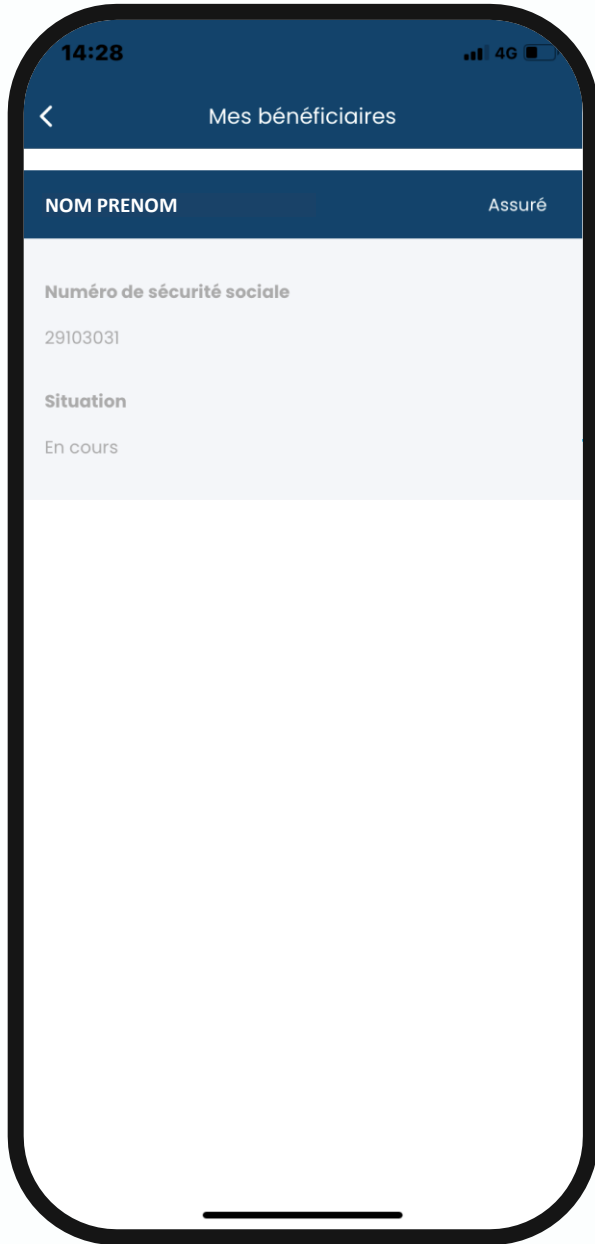 14:28
4G
Mes bénéficiaires
NOM PRENOM
Assuré
Numéro de sécurité sociale
29103031
Situation
En cours